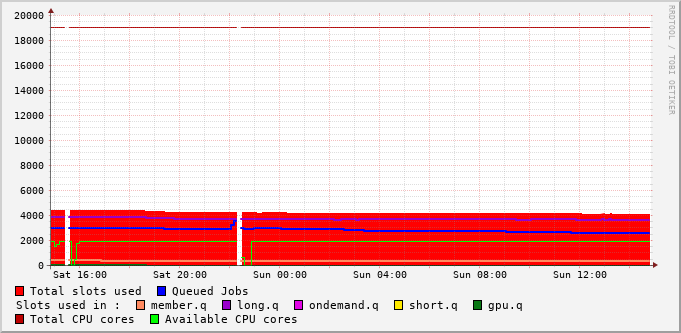 20000
18000
16000
14000
12000
10000
8000
6000
4000
2000
0
Sat 16:00 Sat 20:00 Sun 00:00 Sun 04:00 Sun 08:00 Sun 12:00
RRDTOOL / TOBI OETIKER
Total slots used Queued Jobs
Slots used in : member.q long.q ondemand.q short.q gpu.q
Total CPU cores Available CPU cores